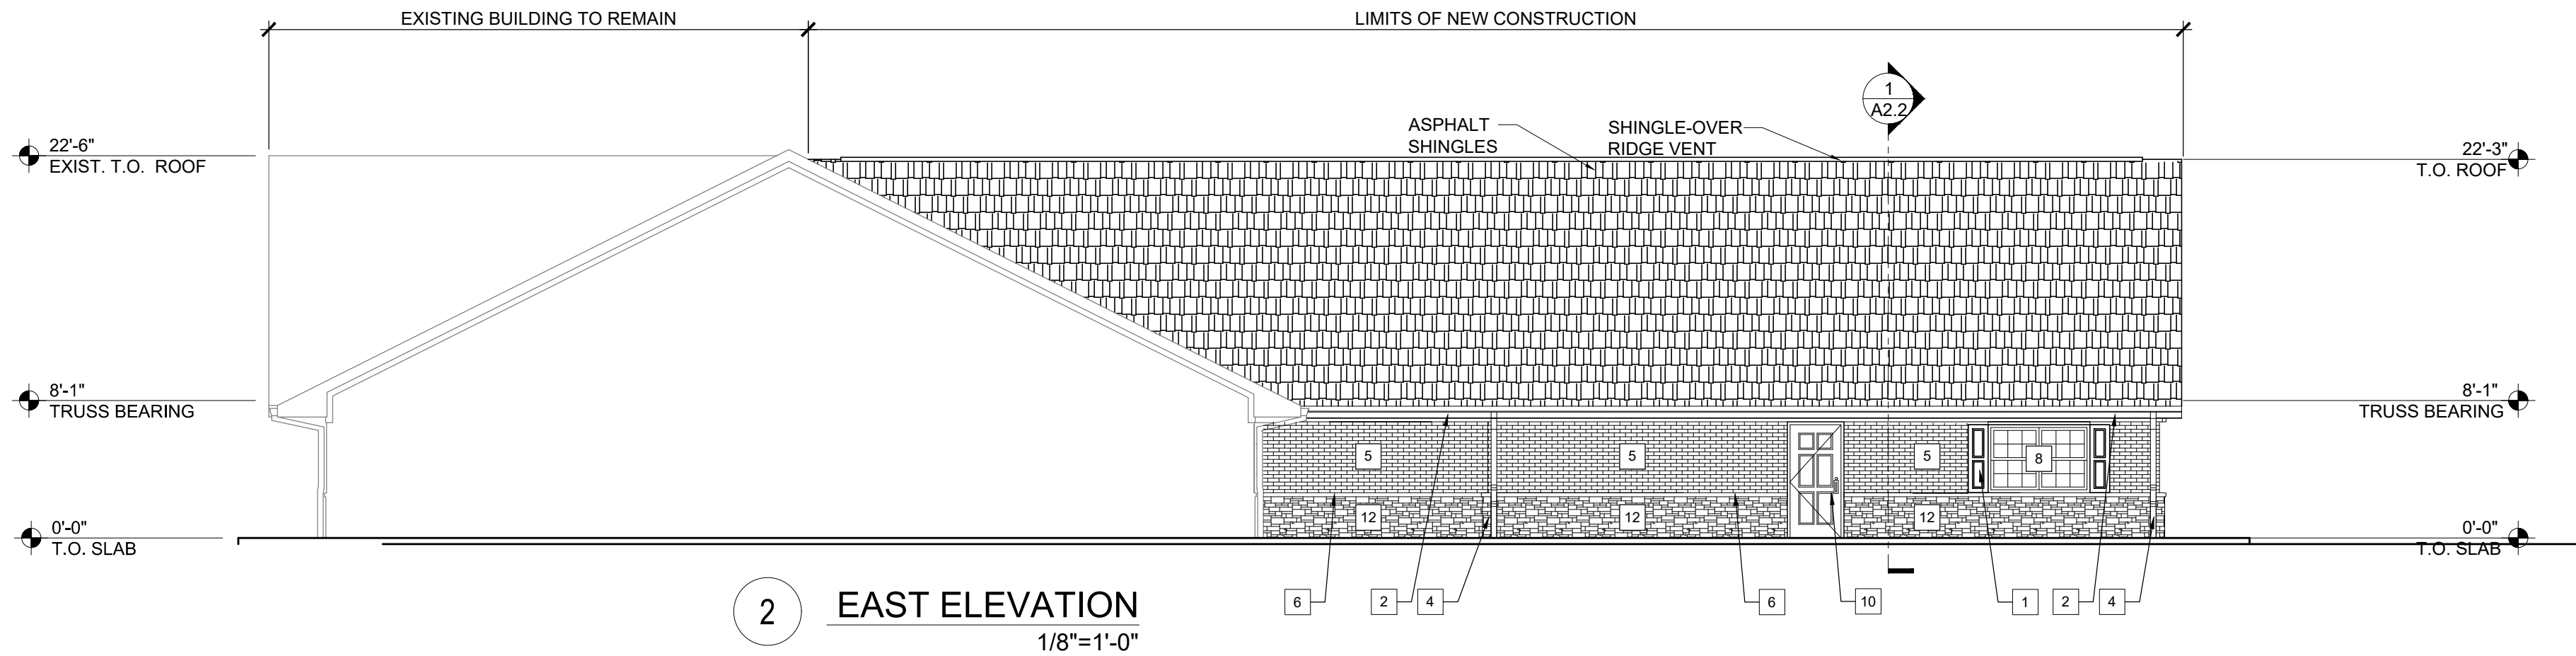 EXISTING BUILDING TO REMAIN
LIMITS OF NEW CONSTRUCTION
1
A2.2
ASPHALT
SHINGLES
SHINGLE-OVER
RIDGE VENT
22'-6"
EXIST. T.O. ROOF
22'-3"
T.O. ROOF
8'-1"
TRUSS BEARING
8'-1"
TRUSS BEARING
5
5
5
8
12
12
12
0'-0"
T.O. SLAB
0'-0"
T.O. SLAB
6
2
4
6
10
1
2
4
2
EAST ELEVATION
1/8"=1'-0"